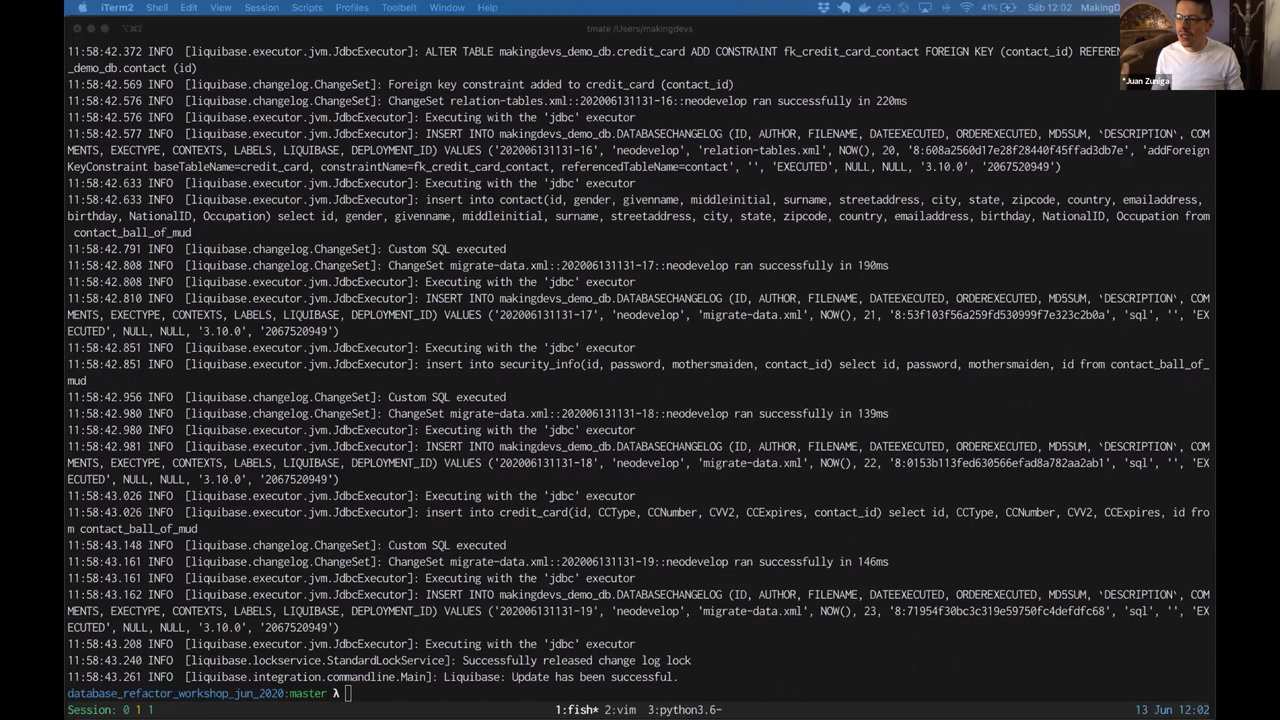 iTerm2 Shell Edit View Session Scripts Profiles Toolbelt Window Help 41% Sáb 12:02 MakingD
⌥⌘2 tmate /Users/makingdevs
11:58:42.372 INFO [liquibase.executor.jvm.JdbcExecutor]: ALTER TABLE makingdevs_demo_db.credit_card ADD CONSTRAINT fk_credit_card_contact FOREIGN KEY (contact_id) REFEREN
_demo_db.contact (id)
11:58:42.569 INFO [liquibase.changelog.ChangeSet]: Foreign key constraint added to credit_card (contact_id)
11:58:42.576 INFO [liquibase.changelog.ChangeSet]: ChangeSet relation-tables.xml::202006131131-16::neodevelop ran successfully in 220ms
11:58:42.576 INFO [liquibase.executor.jvm.JdbcExecutor]: Executing with the 'jdbc' executor
11:58:42.577 INFO [liquibase.executor.jvm.JdbcExecutor]: INSERT INTO makingdevs_demo_db.DATABASECHANGELOG (ID, AUTHOR, FILENAME, DATEEXECUTED, ORDEREXECUTED, MD5SUM, `DESCRIPTION`, COM
MENTS, EXECTYPE, CONTEXTS, LABELS, LIQUIBASE, DEPLOYMENT_ID) VALUES ('202006131131-16', 'neodevelop', 'relation-tables.xml', NOW(), 20, '8:608a2560d17e28f28440f45ffad3db7e', 'addForeign
KeyConstraint baseTableName=credit_card, constraintName=fk_credit_card_contact, referencedTableName=contact', '', 'EXECUTED', NULL, NULL, '3.10.0', '2067520949')
11:58:42.633 INFO [liquibase.executor.jvm.JdbcExecutor]: Executing with the 'jdbc' executor
11:58:42.633 INFO [liquibase.executor.jvm.JdbcExecutor]: insert into contact(id, gender, givenname, middleinitial, surname, streetaddress, city, state, zipcode, country, emailaddress,
birthday, NationalID, Occupation) select id, gender, givenname, middleinitial, surname, streetaddress, city, state, zipcode, country, emailaddress, birthday, NationalID, Occupation from
contact_ball_of_mud
11:58:42.791 INFO [liquibase.changelog.ChangeSet]: Custom SQL executed
11:58:42.808 INFO [liquibase.changelog.ChangeSet]: ChangeSet migrate-data.xml::202006131131-17::neodevelop ran successfully in 190ms
11:58:42.808 INFO [liquibase.executor.jvm.JdbcExecutor]: Executing with the 'jdbc' executor
11:58:42.810 INFO [liquibase.executor.jvm.JdbcExecutor]: INSERT INTO makingdevs_demo_db.DATABASECHANGELOG (ID, AUTHOR, FILENAME, DATEEXECUTED, ORDEREXECUTED, MD5SUM, `DESCRIPTION`, COM
MENTS, EXECTYPE, CONTEXTS, LABELS, LIQUIBASE, DEPLOYMENT_ID) VALUES ('202006131131-17', 'neodevelop', 'migrate-data.xml', NOW(), 21, '8:53f103f56a259fd530999f7e323c2b0a', 'sql', '', 'EX
ECUTED', NULL, NULL, '3.10.0', '2067520949')
11:58:42.851 INFO [liquibase.executor.jvm.JdbcExecutor]: Executing with the 'jdbc' executor
11:58:42.851 INFO [liquibase.executor.jvm.JdbcExecutor]: insert into security_info(id, password, mothersmaiden, contact_id) select id, password, mothersmaiden, id from contact_ball_of_
mud
11:58:42.956 INFO [liquibase.changelog.ChangeSet]: Custom SQL executed
11:58:42.980 INFO [liquibase.changelog.ChangeSet]: ChangeSet migrate-data.xml::202006131131-18::neodevelop ran successfully in 139ms
11:58:42.980 INFO [liquibase.executor.jvm.JdbcExecutor]: Executing with the 'jdbc' executor
11:58:42.981 INFO [liquibase.executor.jvm.JdbcExecutor]: INSERT INTO makingdevs_demo_db.DATABASECHANGELOG (ID, AUTHOR, FILENAME, DATEEXECUTED, ORDEREXECUTED, MD5SUM, `DESCRIPTION`, COM
MENTS, EXECTYPE, CONTEXTS, LABELS, LIQUIBASE, DEPLOYMENT_ID) VALUES ('202006131131-18', 'neodevelop', 'migrate-data.xml', NOW(), 22, '8:0153b113fed630566efad8a782aa2ab1', 'sql', '', 'EX
ECUTED', NULL, NULL, '3.10.0', '2067520949')
11:58:43.026 INFO [liquibase.executor.jvm.JdbcExecutor]: Executing with the 'jdbc' executor
11:58:43.026 INFO [liquibase.executor.jvm.JdbcExecutor]: insert into credit_card(id, CCType, CCNumber, CVV2, CCExpires, contact_id) select id, CCType, CCNumber, CVV2, CCExpires, id fro
m contact_ball_of_mud
11:58:43.148 INFO [liquibase.changelog.ChangeSet]: Custom SQL executed
11:58:43.161 INFO [liquibase.changelog.ChangeSet]: ChangeSet migrate-data.xml::202006131131-19::neodevelop ran successfully in 146ms
11:58:43.161 INFO [liquibase.executor.jvm.JdbcExecutor]: Executing with the 'jdbc' executor
11:58:43.162 INFO [liquibase.executor.jvm.JdbcExecutor]: INSERT INTO makingdevs_demo_db.DATABASECHANGELOG (ID, AUTHOR, FILENAME, DATEEXECUTED, ORDEREXECUTED, MD5SUM, `DESCRIPTION`, COM
MENTS, EXECTYPE, CONTEXTS, LABELS, LIQUIBASE, DEPLOYMENT_ID) VALUES ('202006131131-19', 'neodevelop', 'migrate-data.xml', NOW(), 23, '8:71954f30bc3c319e59750fc4defdfc68', 'sql', '', 'EX
ECUTED', NULL, NULL, '3.10.0', '2067520949')
11:58:43.208 INFO [liquibase.executor.jvm.JdbcExecutor]: Executing with the 'jdbc' executor
11:58:43.240 INFO [liquibase.lockservice.StandardLockService]: Successfully released change log lock
11:58:43.261 INFO [liquibase.integration.commandline.Main]: Liquibase: Update has been successful.
database_refactor_workshop_jun_2020:master λ
Session: 0 1 1 1:fish* 2:vim 3:python3.6- 13 Jun 12:02
*Juan Zuniga